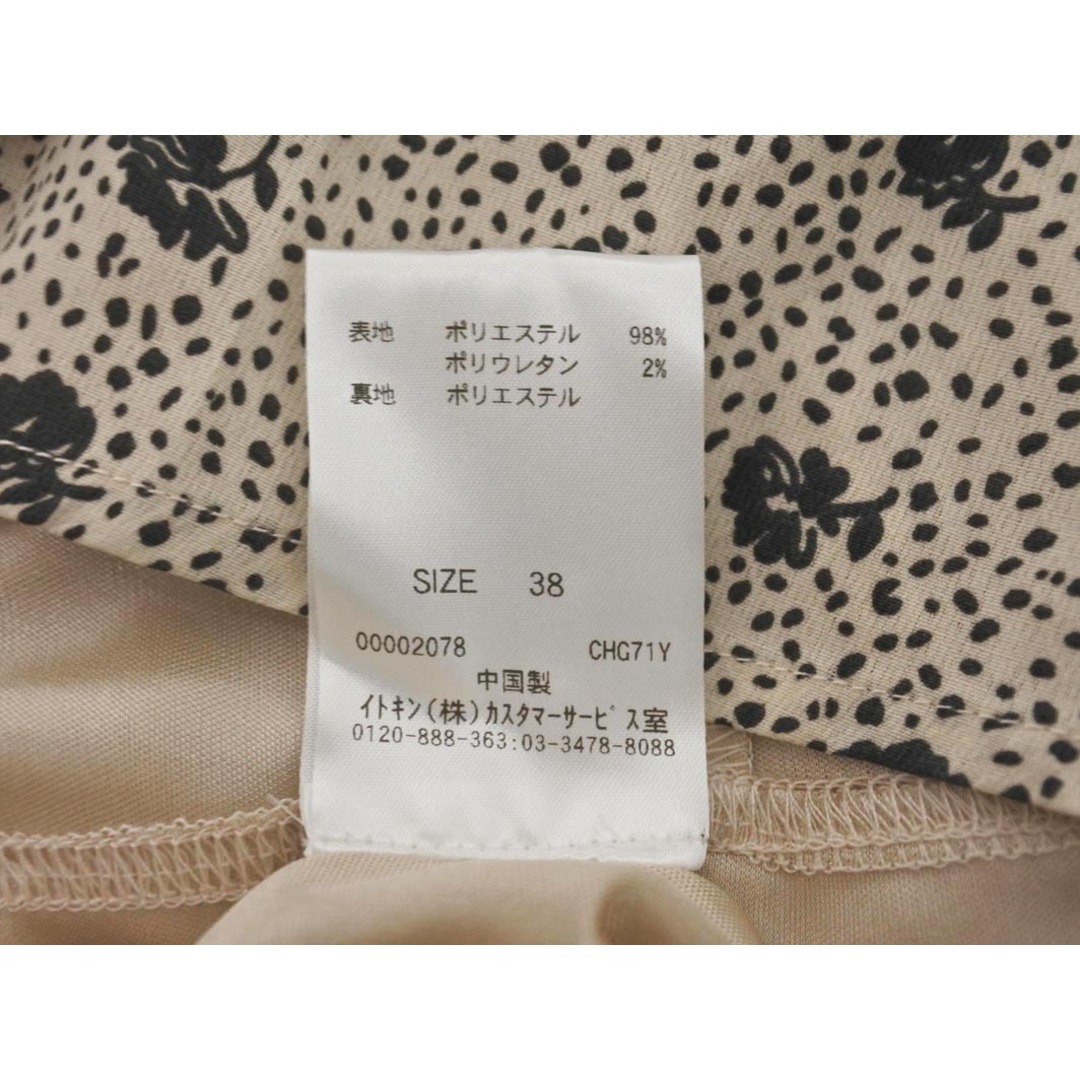 表地 ポリエステル 98%
ポリウレタン 2%
裏地 ポリエステル
SIZE 38
00002078 CHG71Y
中国製
イトキン(株)カスタマーサービス室
0120-888-363:03-3478-8088